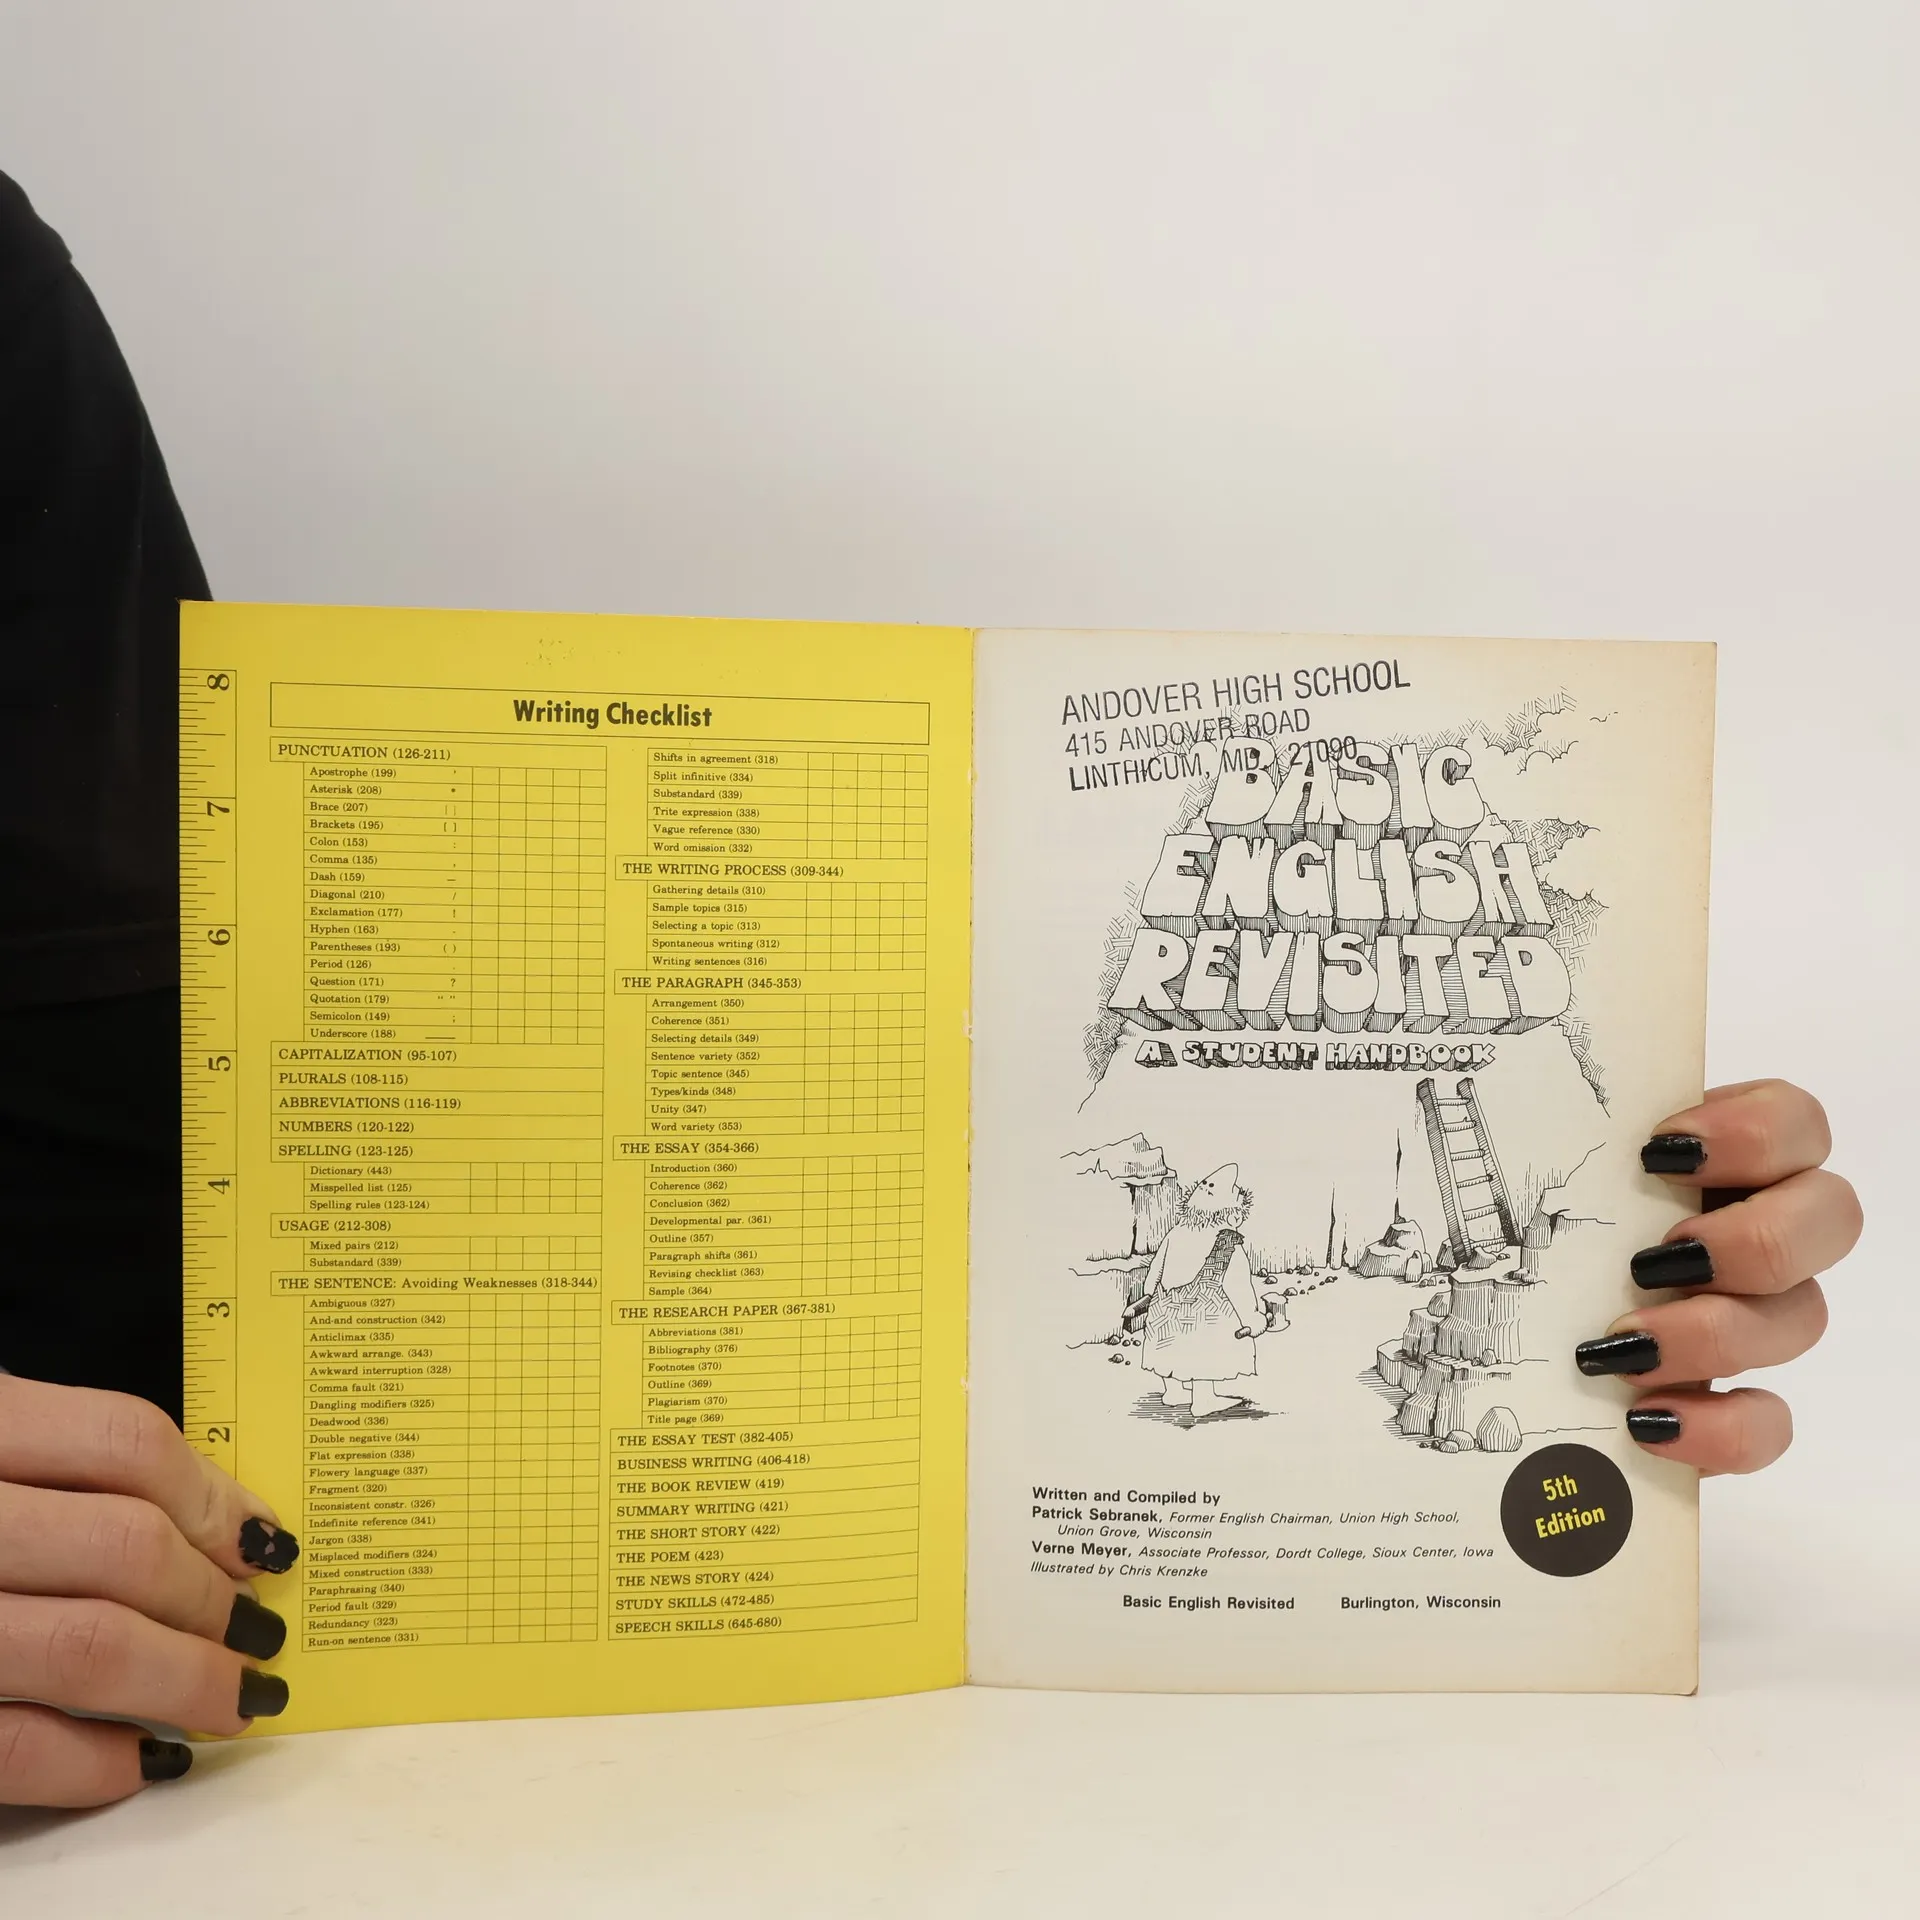 8
7
6
5
4
3
2
Writing Checklist
PUNCTUATION (126-211)
Apostrophe (199) '
Asterisk (208) *
Brace (207)
Brackets (195) [ ]
Colon (153) :
Comma (135) ,
Dash (159) —
Diagonal (210) /
Exclamation (177) !
Hyphen (163) -
Parentheses (193) ( )
Period (126) .
Question (171) ?
Quotation (179) " "
Semicolon (149) ;
Underscore (188) ____
CAPITALIZATION (95-107)
PLURALS (108-115)
ABBREVIATIONS (116-119)
NUMBERS (120-122)
SPELLING (123-125)
Dictionary (443)
Misspelled list (125)
Spelling rules (123-124)
USAGE (212-308)
Mixed pairs (212)
Substandard (339)
THE SENTENCE: Avoiding Weaknesses (318-344)
Ambiguous (327)
And-and construction (342)
Anticlimax (335)
Awkward arrange. (343)
Awkward interruption (328)
Comma fault (321)
Dangling modifiers (325)
Deadwood (336)
Double negative (344)
Flat expression (338)
Flowery language (337)
Fragment (320)
Inconsistent constr. (326)
Indefinite reference (341)
Jargon (338)
Misplaced modifiers (324)
Mixed construction (333)
Paraphrasing (340)
Period fault (329)
Redundancy (323)
Run-on sentence (331)
Shifts in agreement (318)
Split infinitive (334)
Substandard (339)
Trite expression (338)
Vague reference (330)
Word omission (332)
THE WRITING PROCESS (309-344)
Gathering details (310)
Sample topics (315)
Selecting a topic (313)
Spontaneous writing (312)
Writing sentences (316)
THE PARAGRAPH (345-353)
Arrangement (350)
Coherence (351)
Selecting details (349)
Sentence variety (352)
Topic sentence (345)
Types/kinds (348)
Unity (347)
Word variety (353)
THE ESSAY (354-366)
Introduction (360)
Coherence (362)
Conclusion (362)
Developmental par. (361)
Outline (357)
Paragraph shifts (361)
Revising checklist (363)
Sample (364)
THE RESEARCH PAPER (367-381)
Abbreviations (381)
Bibliography (376)
Footnotes (370)
Outline (369)
Plagiarism (370)
Title page (369)
THE ESSAY TEST (382-405)
BUSINESS WRITING (406-418)
THE BOOK REVIEW (419)
SUMMARY WRITING (421)
THE SHORT STORY (422)
THE POEM (423)
THE NEWS STORY (424)
STUDY SKILLS (472-485)
SPEECH SKILLS (645-680)
ANDOVER HIGH SCHOOL
415 ANDOVER ROAD
LINTHICUM, MD. 21090
BASIC
ENGLISH
REVISITED
A STUDENT HANDBOOK
5th
Edition
Written and Compiled by
Patrick Sebranek, Former English Chairman, Union High School,
Union Grove, Wisconsin
Verne Meyer, Associate Professor, Dordt College, Sioux Center, Iowa
Illustrated by Chris Krenzke
Basic English Revisited Burlington, Wisconsin